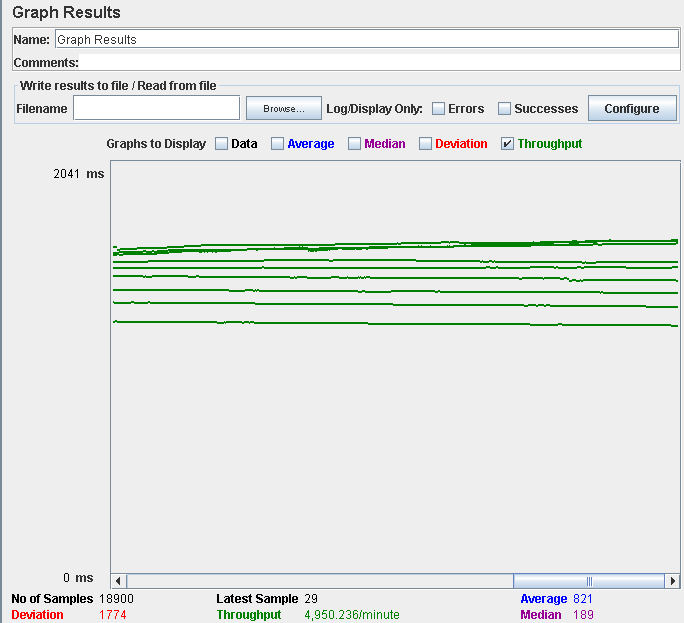 Graph Results
Name: Graph Results
Comments:
Write results to file / Read from file
Filename Browse... Log/Display Only: Errors Successes Configure
Graphs to Display Data Average Median Deviation Throughput
2041 ms
0 ms
No of Samples 18900 Latest Sample 29 Average 821
Deviation 1774 Throughput 4,950.236/minute Median 189